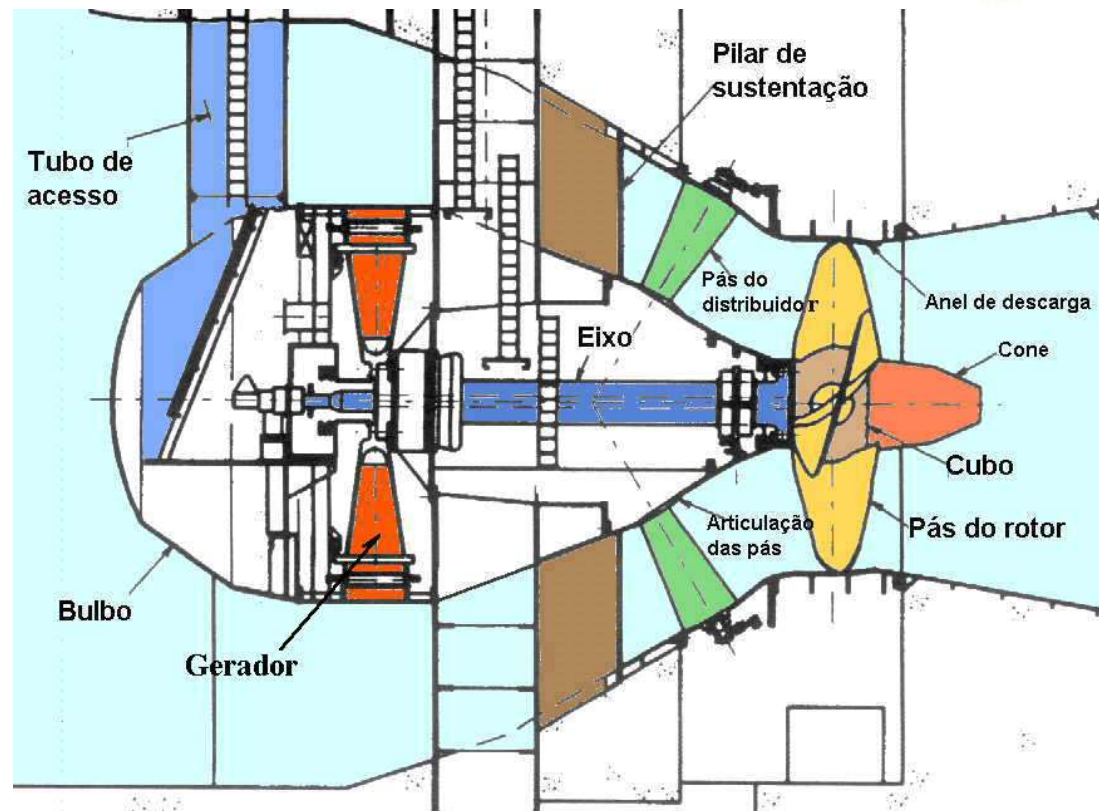 Pilar de
sustentação
Tubo de
acesso
Pás do
distribuidor
Anel de descarga
Eixo
Cone
Cubo
Articulação
das pás
Pás do rotor
Bulbo
Gerador